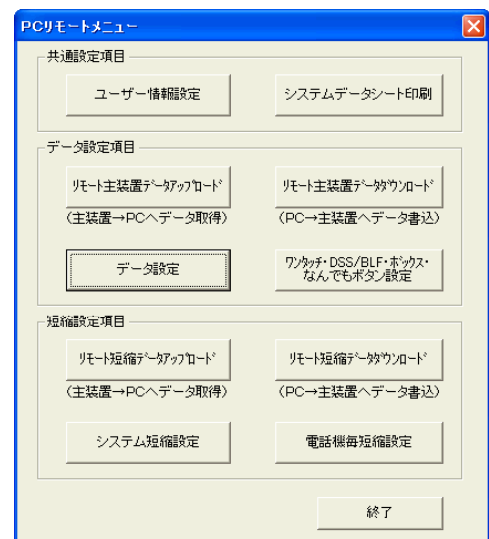 PCリモートメニュー
共通設定項目
ユーザー情報設定
システムデータシート印刷
データ設定項目
ﾘﾓｰﾄ主装置ﾃﾞｰﾀｱｯﾌﾟﾛｰﾄﾞ
ﾘﾓｰﾄ主装置ﾃﾞｰﾀﾀﾞｳﾝﾛｰﾄﾞ
(主装置→PCへデータ取得)
(PC→主装置へデータ書込)
データ設定
ﾜﾝﾀｯﾁ・DSS/BLF・ﾎﾞｯｸｽ・
なんでもボタン設定
短縮設定項目
ﾘﾓｰﾄ短縮ﾃﾞｰﾀｱｯﾌﾟﾛｰﾄﾞ
ﾘﾓｰﾄ短縮ﾃﾞｰﾀﾀﾞｳﾝﾛｰﾄﾞ
(主装置→PCへデータ取得)
(PC→主装置へデータ書込)
システム短縮設定
電話機毎短縮設定
終了